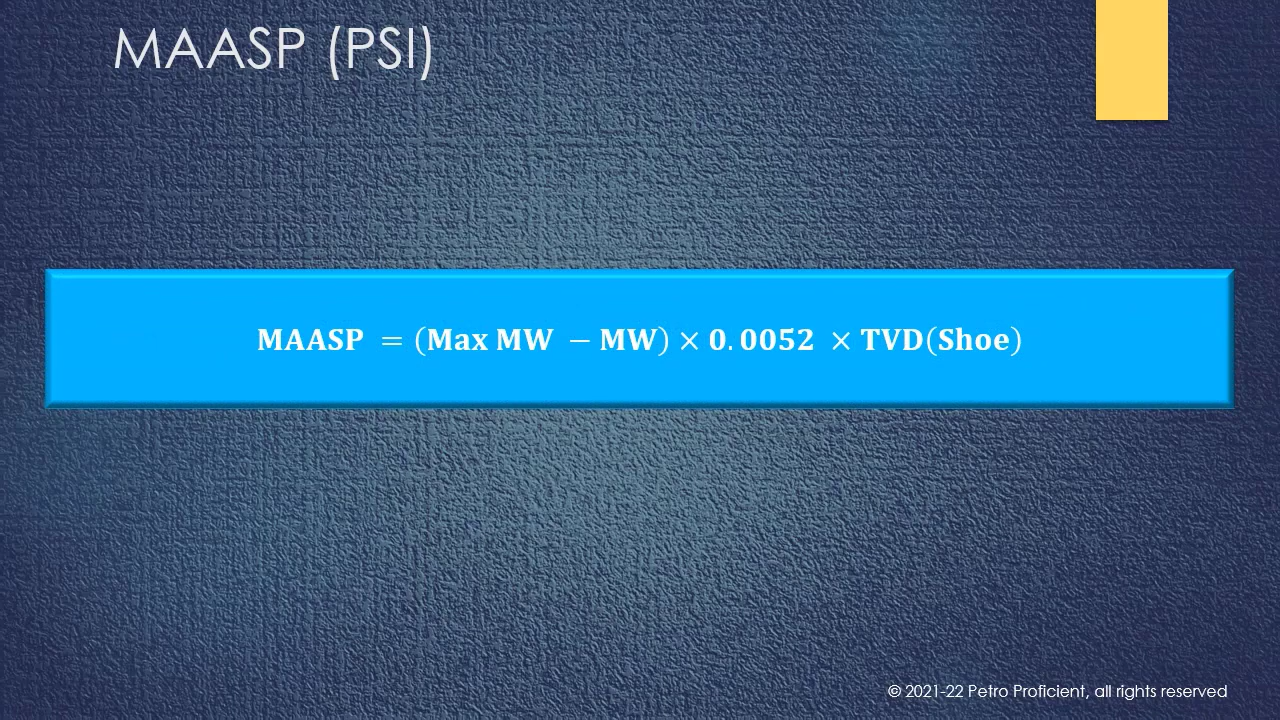 MAASP (PSI)
MAASP = (Max MW − MW) × 0.0052 × TVD(Shoe)
© 2021-22 Petro Proficient, all rights reserved